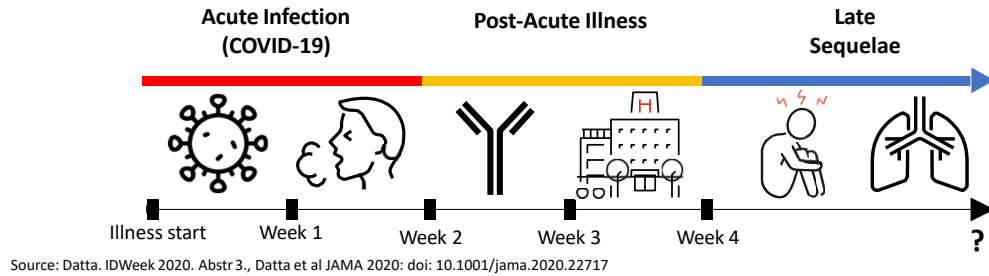 Acute Infection
(COVID-19)
Post-Acute Illness
Late
Sequelae
H
Illness start
Week 1
Week 2
Week 3
Week 4
?
Source: Datta. IDWeek 2020. Abstr 3., Datta et al JAMA 2020: doi: 10.1001/jama.2020.22717